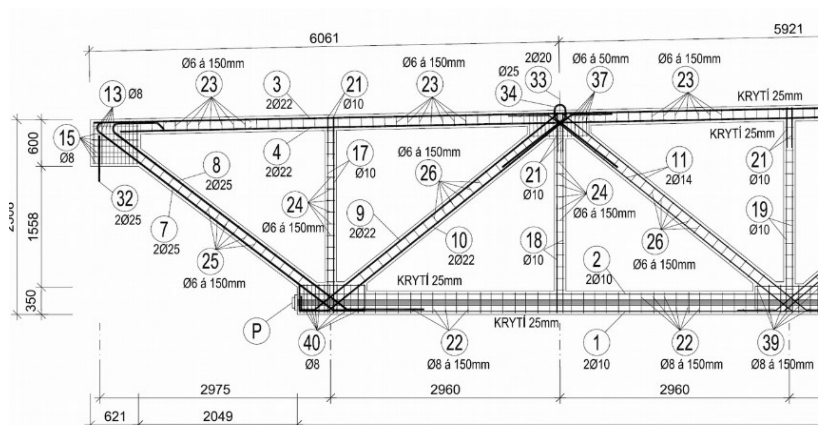 6061
5921
Ø6 á 150mm
3
21
Ø6 á 150mm
2Ø20
33
Ø6 á 50mm
Ø6 á 150mm
13 Ø8
23
2Ø22
Ø10
23
Ø25
34
37
23
KRYTÍ 25mm
600
15
Ø8
4
2Ø22
17
Ø10
KRYTÍ 25mm
8
2Ø25
Ø6 á 150mm
26
21
Ø10
11
2Ø14
21
Ø10
32
2Ø25
7
2Ø25
24
Ø6 á 150mm
9
2Ø22
10
2Ø22
24
Ø6 á 150mm
19
Ø10
1558
25
Ø6 á 150mm
18
Ø10
26
Ø6 á 150mm
KRYTÍ 25mm
2
2Ø10
350
P
KRYTÍ 25mm
40
Ø8
22
Ø8 á 150mm
1
2Ø10
22
Ø8 á 150mm
39
Ø8 á 150mm
2975
2960
2960
621
2049